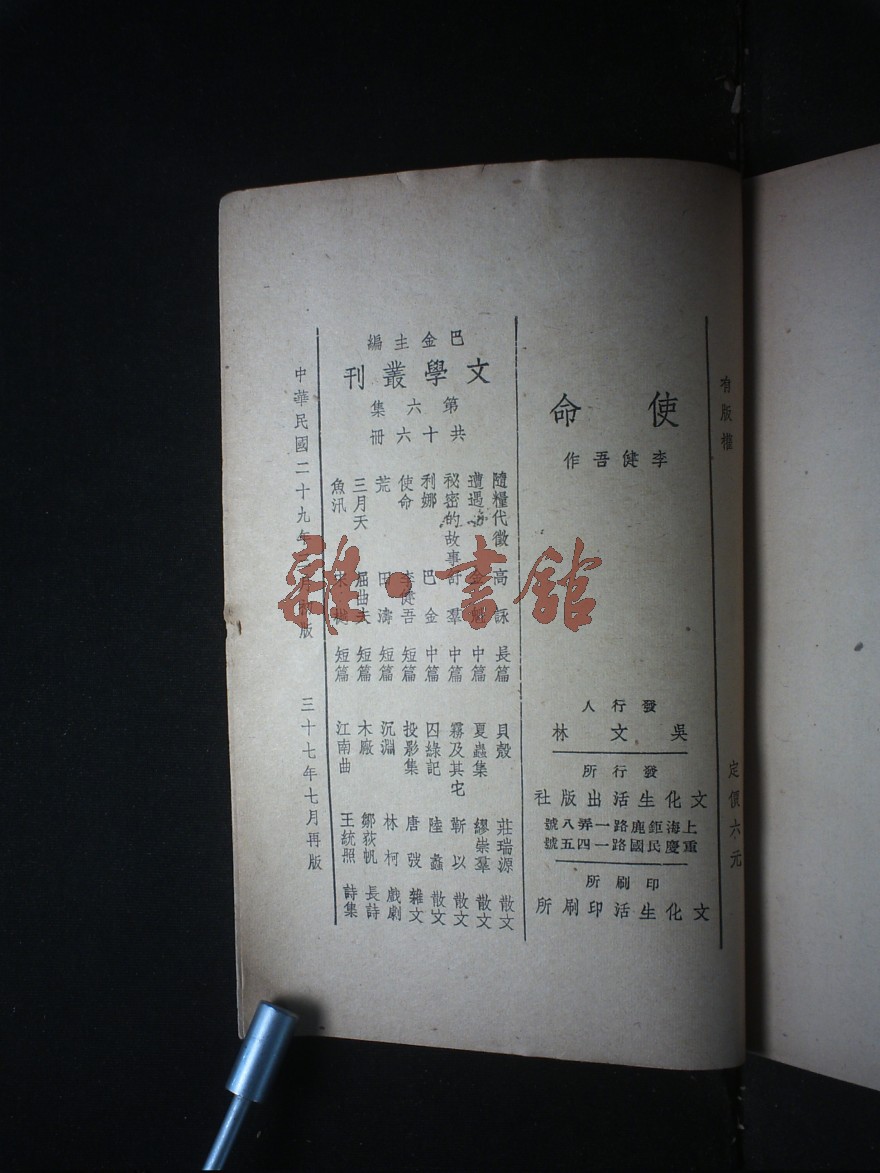 有版權
定價六元
使命
李健吾作
發行人
吳文林
發行所
文化生活出版社
上海鉅鹿路一弄八號
重慶民國路一四五號
印刷所
文化生活印刷所
巴金主編
文學叢刊
第六集
共十六冊
隨糧代徵 高詠 長篇 貝殼 莊瑞源 散文
遭遇 中篇 夏蟲集 繆崇羣 散文
秘密的故事 羣 中篇 霧及其宅 靳以 散文
利娜 巴金 中篇 囚綠記 陸蠡 散文
使命 李健吾 短篇 投影集 唐弢 雜文
荒 田濤 短篇 沉淵 林柯 戲劇
三月天 屈曲夫 短篇 木廠 鄒荻帆 長詩
魚汛 短篇 江南曲 王統照 詩集
中華民國二十九年 版 三十七年七月再版
雜·書館